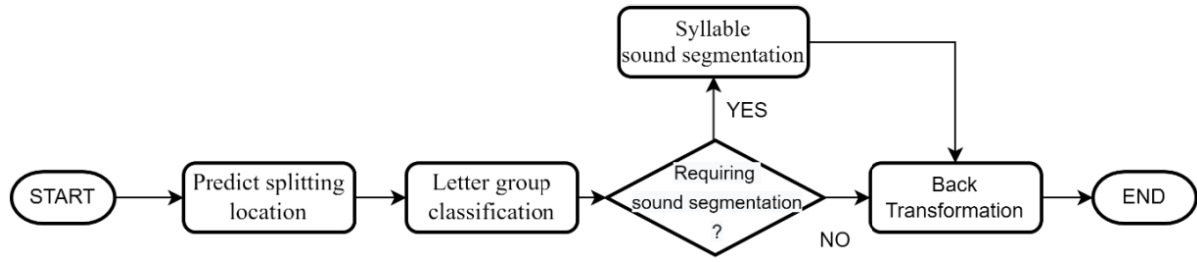 START
Predict splitting
location
Letter group
classification
Requiring
sound segmentation
?
YES
Syllable
sound segmentation
NO
Back
Transformation
END